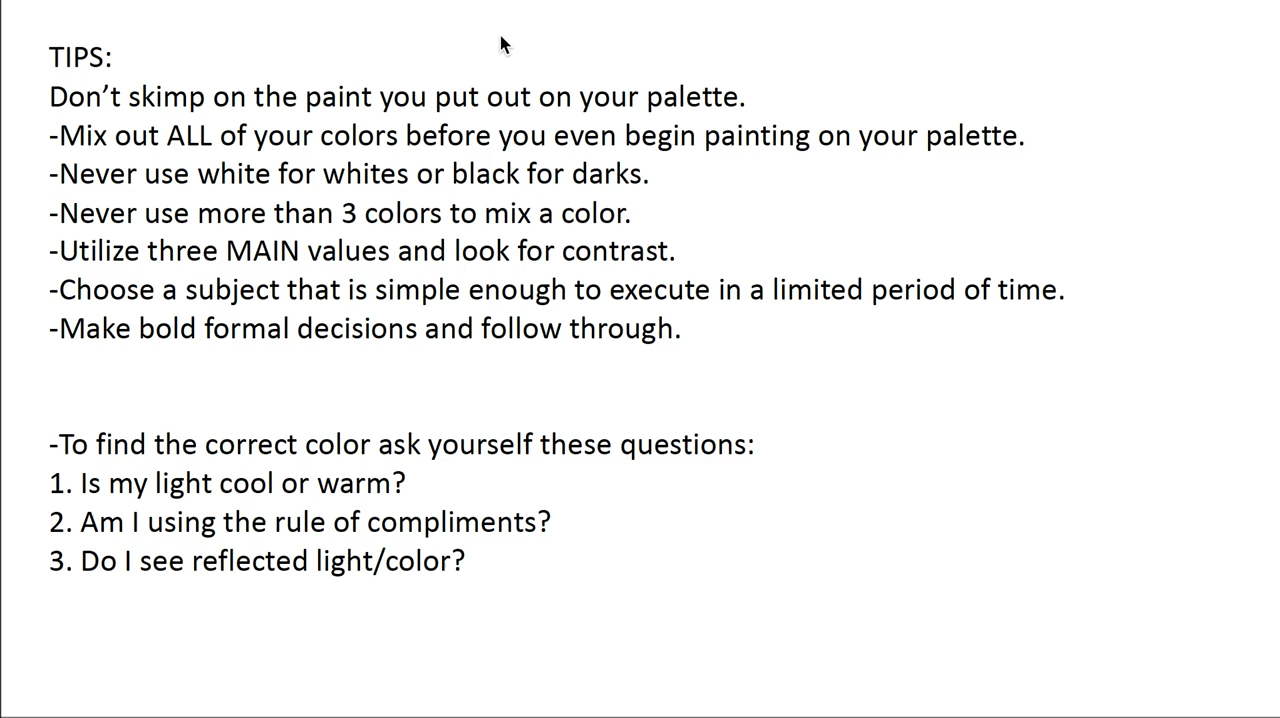 TIPS:
Don’t skimp on the paint you put out on your palette.
-Mix out ALL of your colors before you even begin painting on your palette.
-Never use white for whites or black for darks.
-Never use more than 3 colors to mix a color.
-Utilize three MAIN values and look for contrast.
-Choose a subject that is simple enough to execute in a limited period of time.
-Make bold formal decisions and follow through.
-To find the correct color ask yourself these questions:
1. Is my light cool or warm?
2. Am I using the rule of compliments?
3. Do I see reflected light/color?